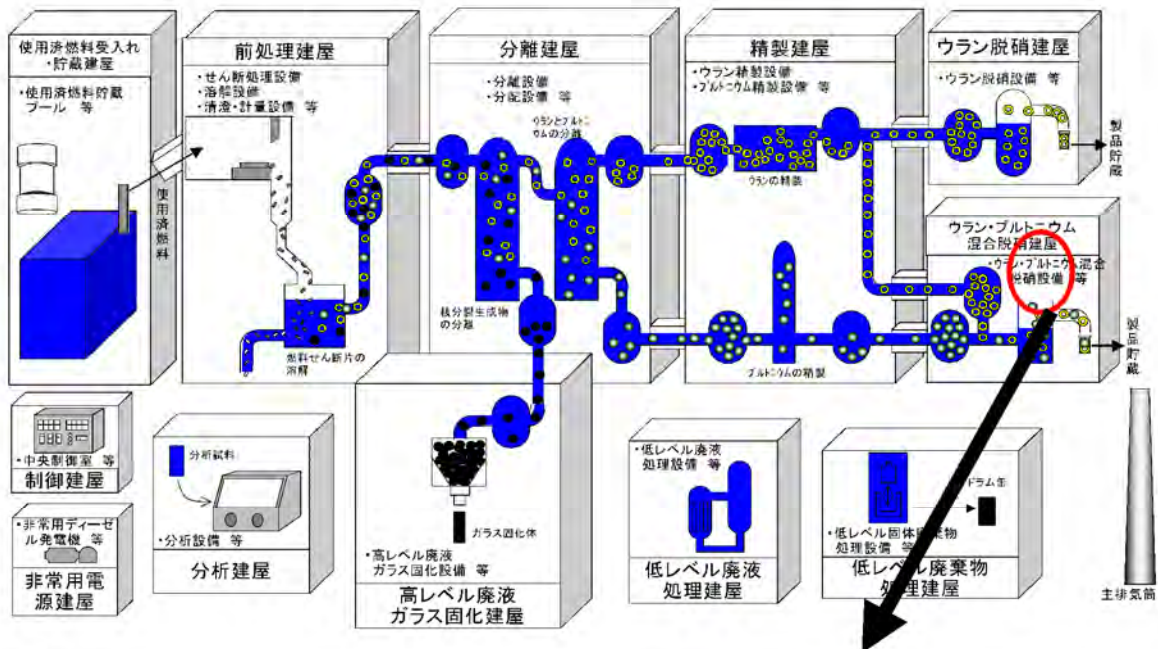 使用済燃料受入れ
・貯蔵建屋
・使用済燃料貯蔵
プール 等
使用済燃料
前処理建屋
・せん断処理設備
・溶解設備
・清澄・計量設備 等
燃料せん断片の
溶解
分離建屋
・分離設備
・分配設備 等
ウランとプルトニ
ウムの分離
核分裂生成物
の分離
精製建屋
・ウラン精製設備
・プルトニウム精製設備 等
ウランの精製
プルトニウムの精製
ウラン脱硝建屋
・ウラン脱硝設備 等
製品貯蔵
ウラン・プルトニウム
混合脱硝建屋
・ウラン・プルトニウム混合
脱硝設備 等
製品貯蔵
・中央制御室 等
制御建屋
・非常用ディーゼ
ル発電機 等
非常用電
源建屋
分析試料
・分析設備 等
分析建屋
ガラス固化体
・高レベル廃液
ガラス固化設備 等
高レベル廃液
ガラス固化建屋
・低レベル廃液
処理設備 等
低レベル廃液
処理建屋
ドラム缶
・低レベル固体廃棄物
処理設備 等
低レベル廃棄物
処理建屋
主排気筒